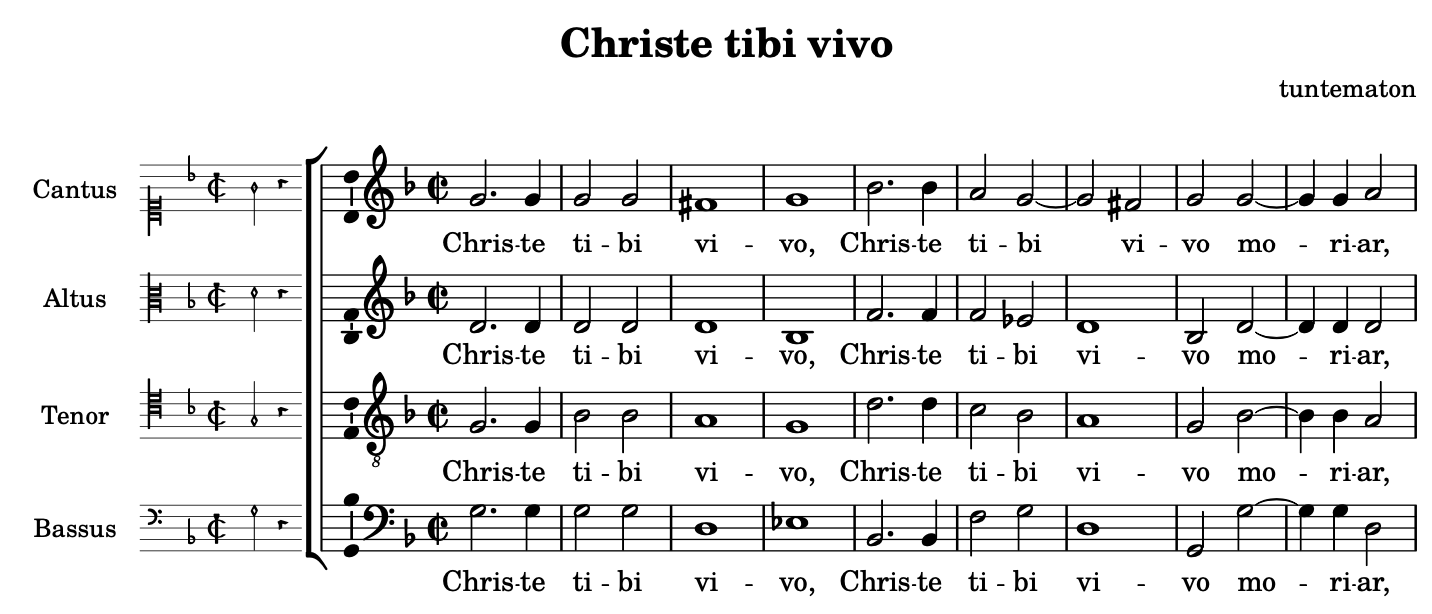 Christe tibi vivo
tuntematon
Cantus
Chris-te ti - bi vi - vo, Chris-te ti - bi vi - vo mo - ri-ar,
Altus
Chris-te ti - bi vi - vo, Chris-te ti - bi vi - vo mo - ri-ar,
Tenor
8
Chris-te ti - bi vi - vo, Chris-te ti - bi vi - vo mo - ri-ar,
Bassus
Chris-te ti - bi vi - vo, Chris-te ti - bi vi - vo mo - ri-ar,